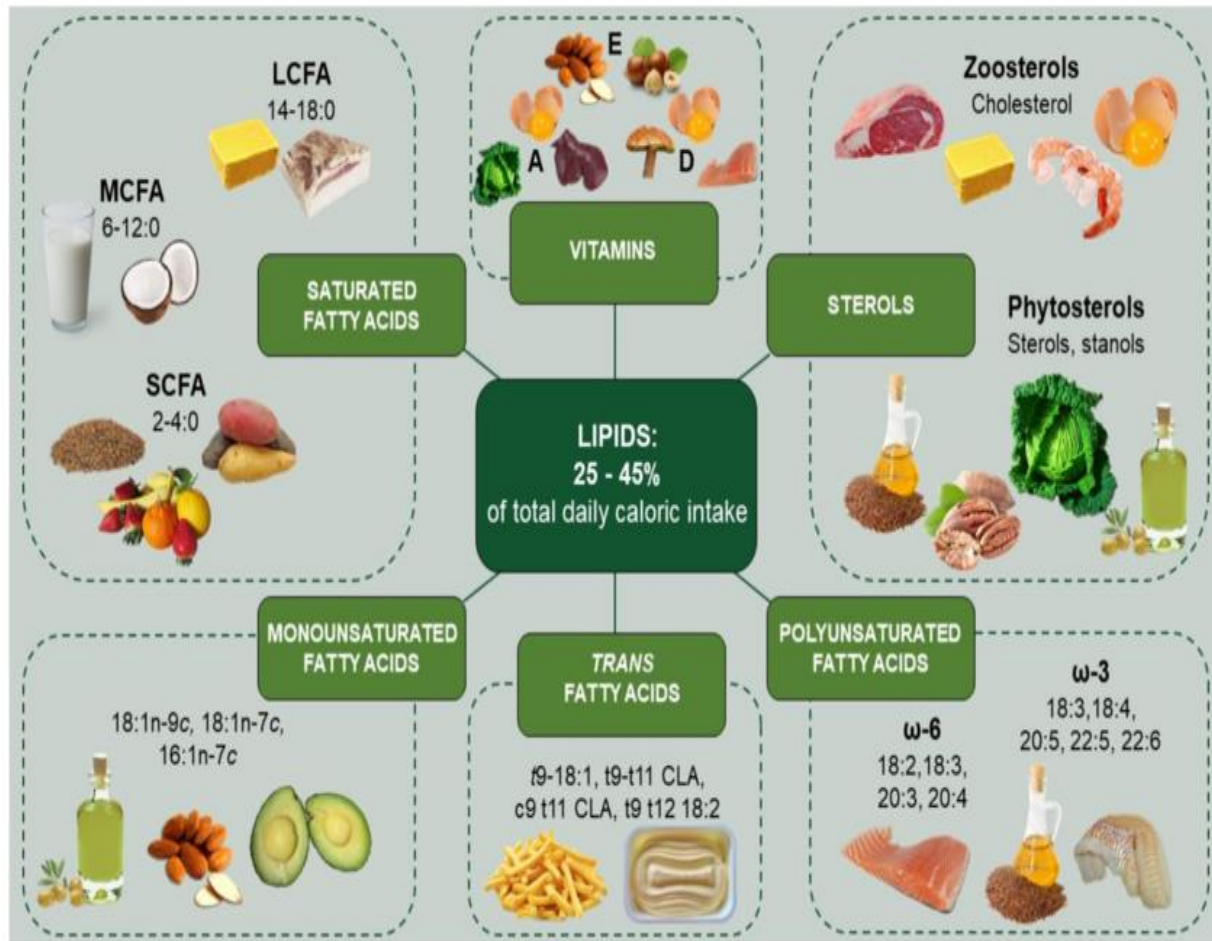 LCFA
14-18:0
MCFA
6-12:0
SATURATED
FATTY ACIDS
SCFA
2-4:0
E
A
D
VITAMINS
Zoosterols
Cholesterol
STEROLS
Phytosterols
Sterols, stanols
LIPIDS:
25 - 45%
of total daily caloric intake
MONOUNSATURATED
FATTY ACIDS
18:1n-9c, 18:1n-7c,
16:1n-7c
TRANS
FATTY ACIDS
t9-18:1, t9-t11 CLA,
c9 t11 CLA, t9 t12 18:2
POLYUNSATURATED
FATTY ACIDS
ω-6
18:2,18:3,
20:3, 20:4
ω-3
18:3,18:4,
20:5, 22:5, 22:6